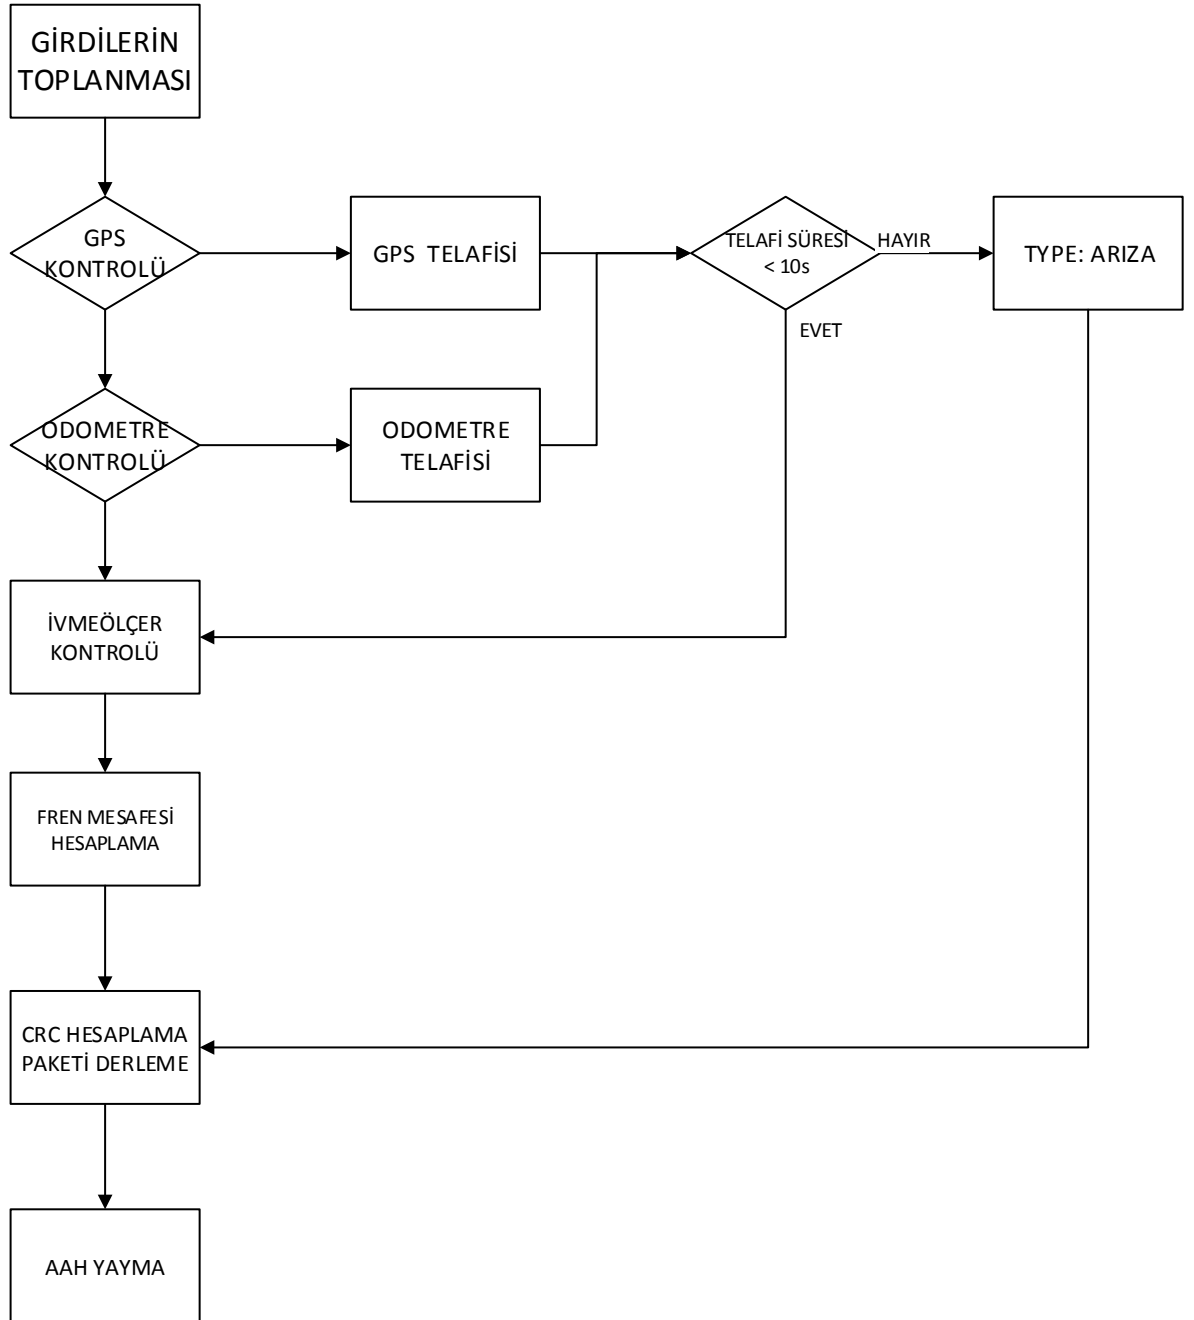 GİRDİLERİN
TOPLANMASI
GPS
KONTROLÜ
GPS TELAFİSİ
TELAFİ SÜRESİ
< 10s
HAYIR
TYPE: ARIZA
EVET
ODOMETRE
KONTROLÜ
ODOMETRE
TELAFİSİ
İVMEÖLÇER
KONTROLÜ
FREN MESAFESİ
HESAPLAMA
CRC HESAPLAMA
PAKETİ DERLEME
AAH YAYMA